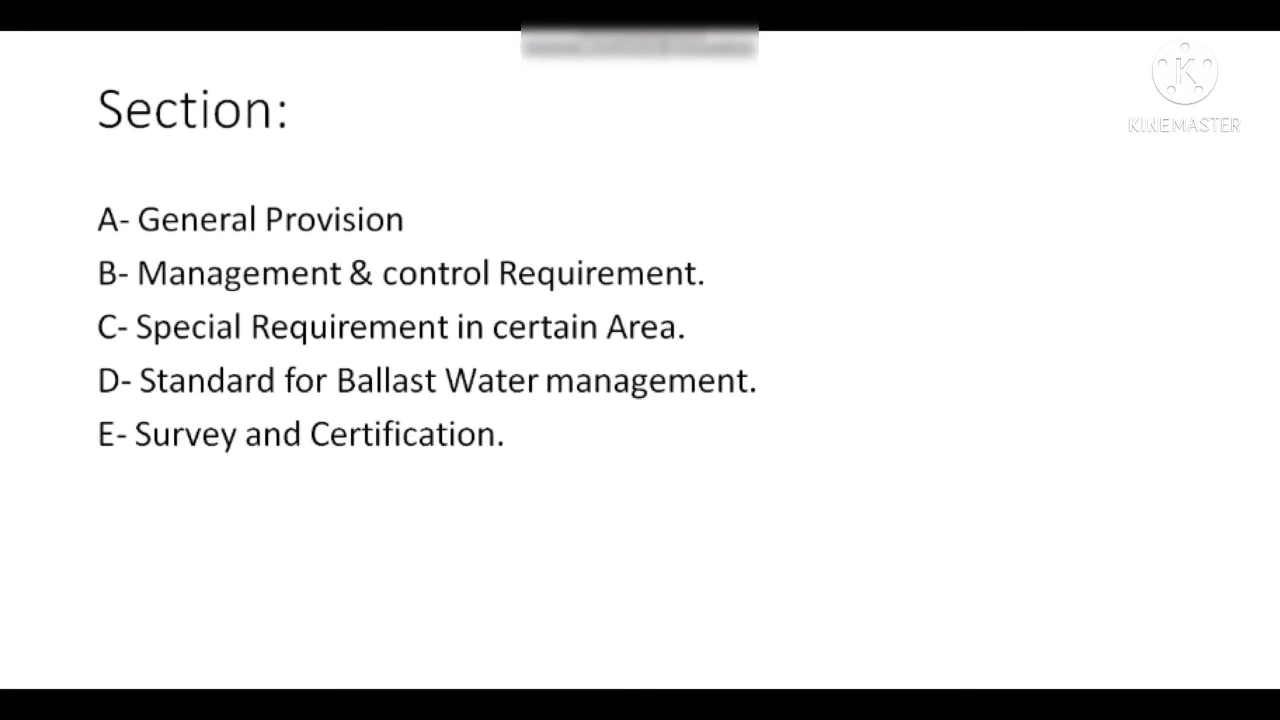 Section:
K
KINEMASTER
A- General Provision
B- Management & control Requirement.
C- Special Requirement in certain Area.
D- Standard for Ballast Water management.
E- Survey and Certification.